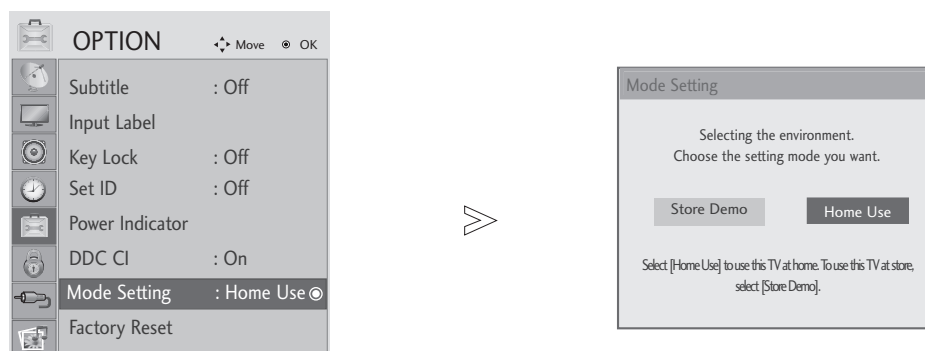 OPTION
Move OK
Subtitle : Off
Input Label
Key Lock : Off
Set ID : Off
Power Indicator
DDC CI : On
Mode Setting : Home Use
Factory Reset
Mode Setting
Selecting the environment.
Choose the setting mode you want.
Store Demo Home Use
Select [Home Use] to use this TV at home. To use this TV at store,
select [Store Demo].